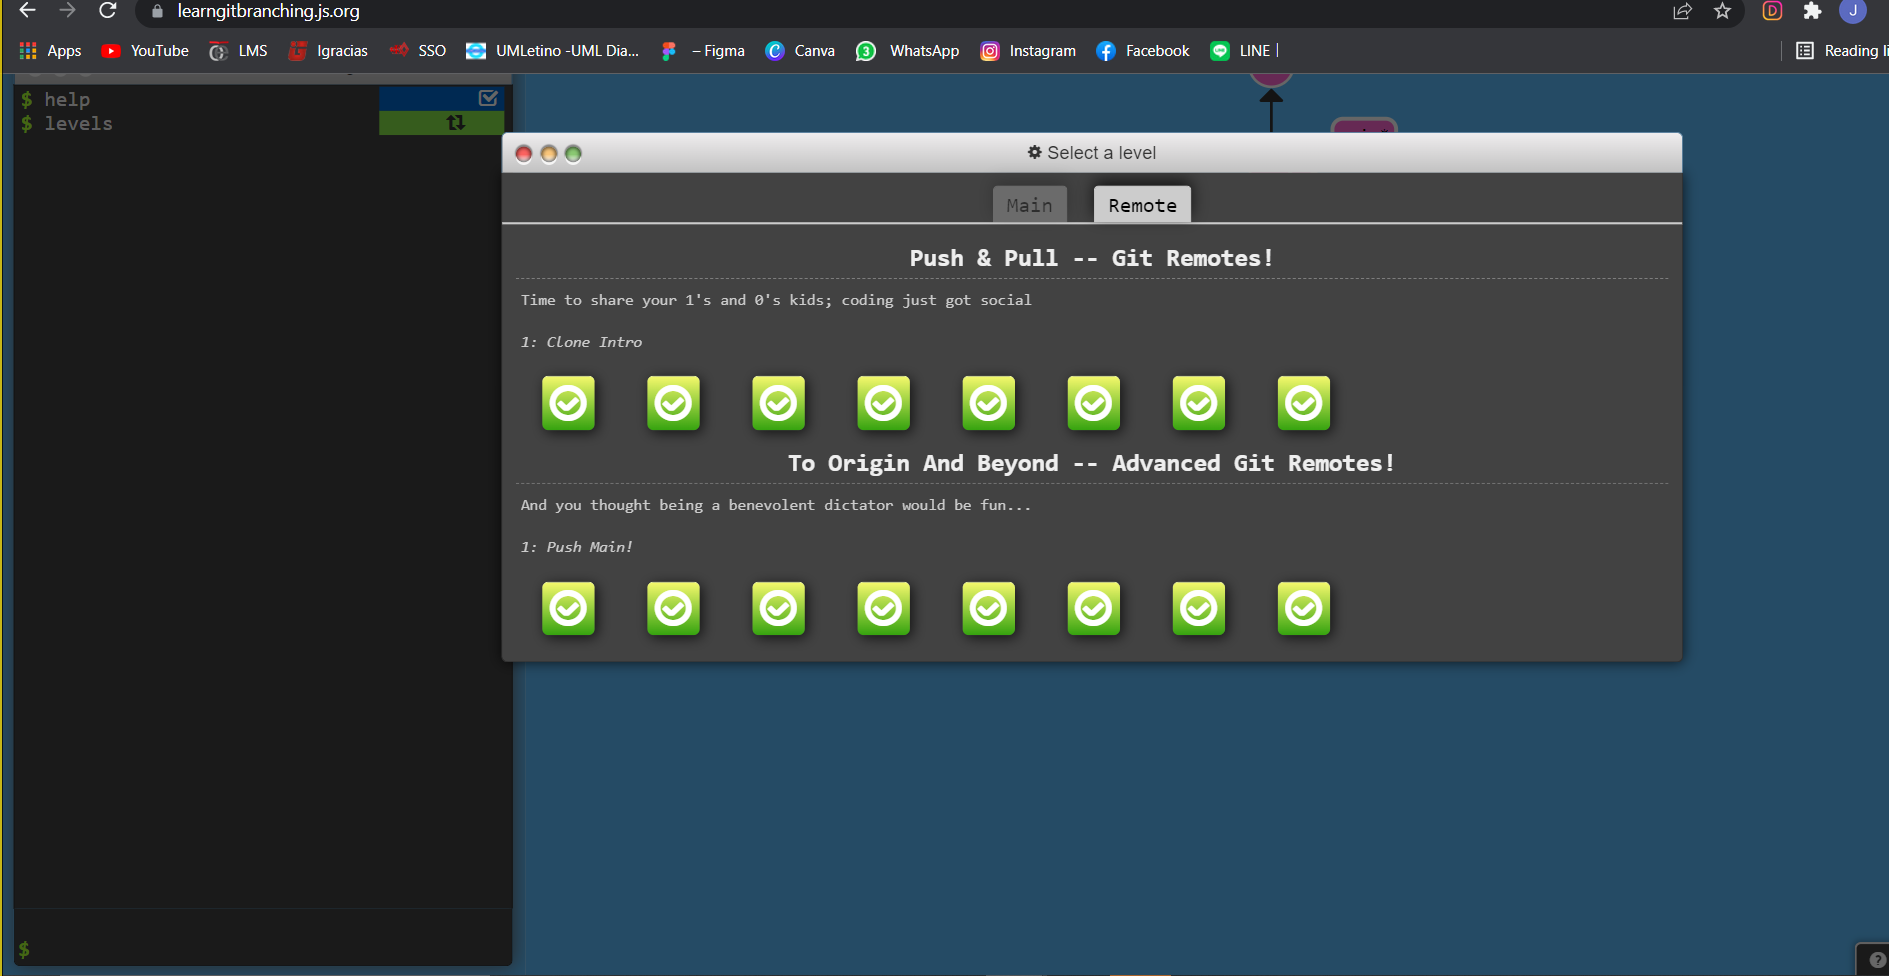 learngitbranching.js.org
D
J
Apps
YouTube
LMS
Igracias
SSO
UMLetino -UML Dia...
– Figma
Canva
3
WhatsApp
Instagram
Facebook
LINE
Reading li
$ help
$ levels
Select a level
Main
Remote
Push & Pull -- Git Remotes!
Time to share your 1's and 0's kids; coding just got social
1: Clone Intro
To Origin And Beyond -- Advanced Git Remotes!
And you thought being a benevolent dictator would be fun...
1: Push Main!
$
?